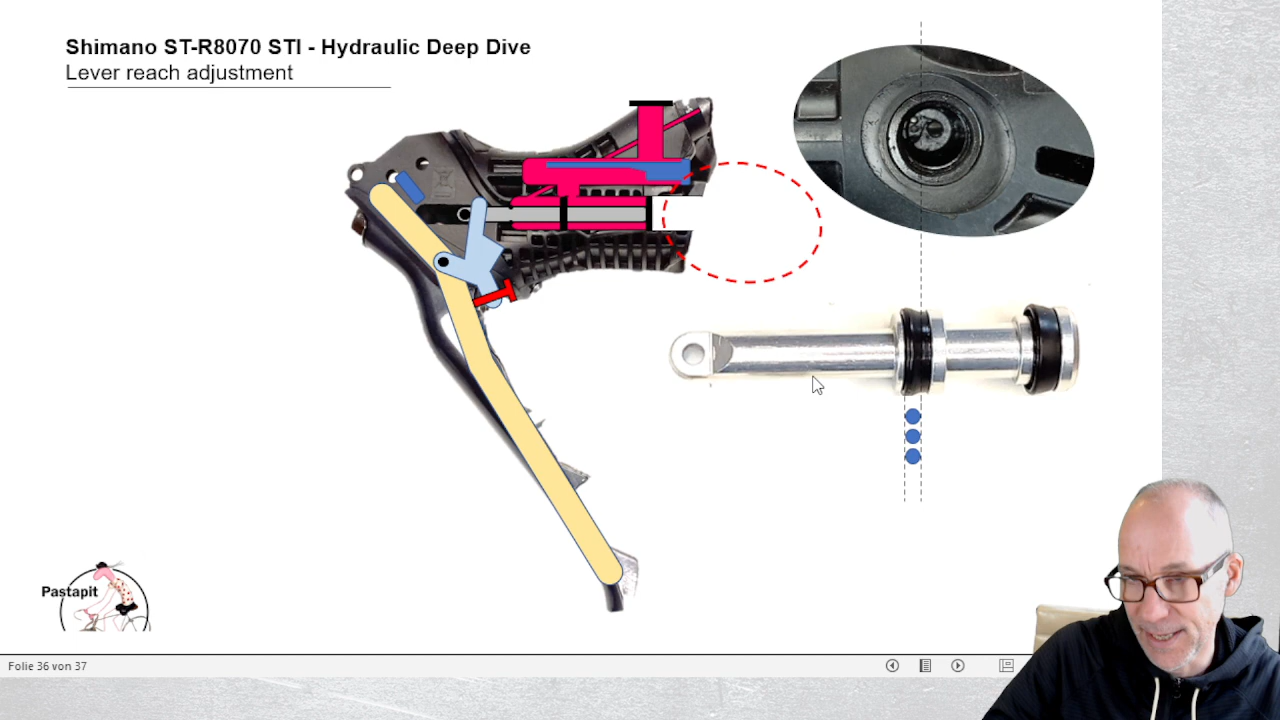 Shimano ST-R8070 STI - Hydraulic Deep Dive
Lever reach adjustment
Pastapit
Folie 36 von 37